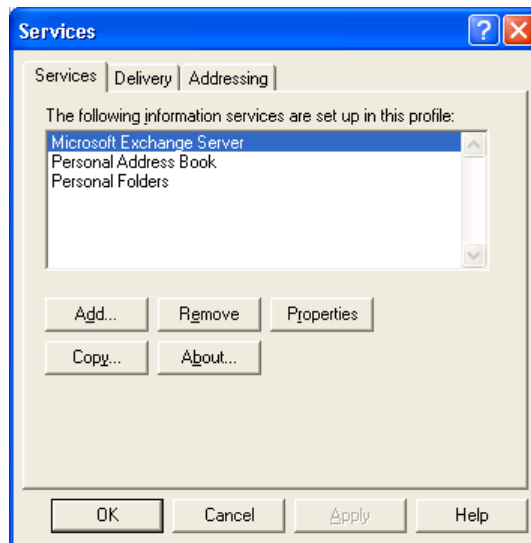 Services
Services Delivery Addressing
The following information services are set up in this profile:
Microsoft Exchange Server
Personal Address Book
Personal Folders
Add... Remove Properties
Copy... About...
OK Cancel Apply Help